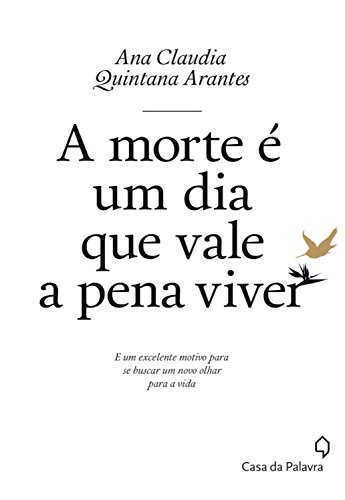 Ana Claudia
Quintana Arantes
A morte é
um dia
que vale
a pena viver
E um excelente motivo para
se buscar um novo olhar
para a vida
Casa da Palavra